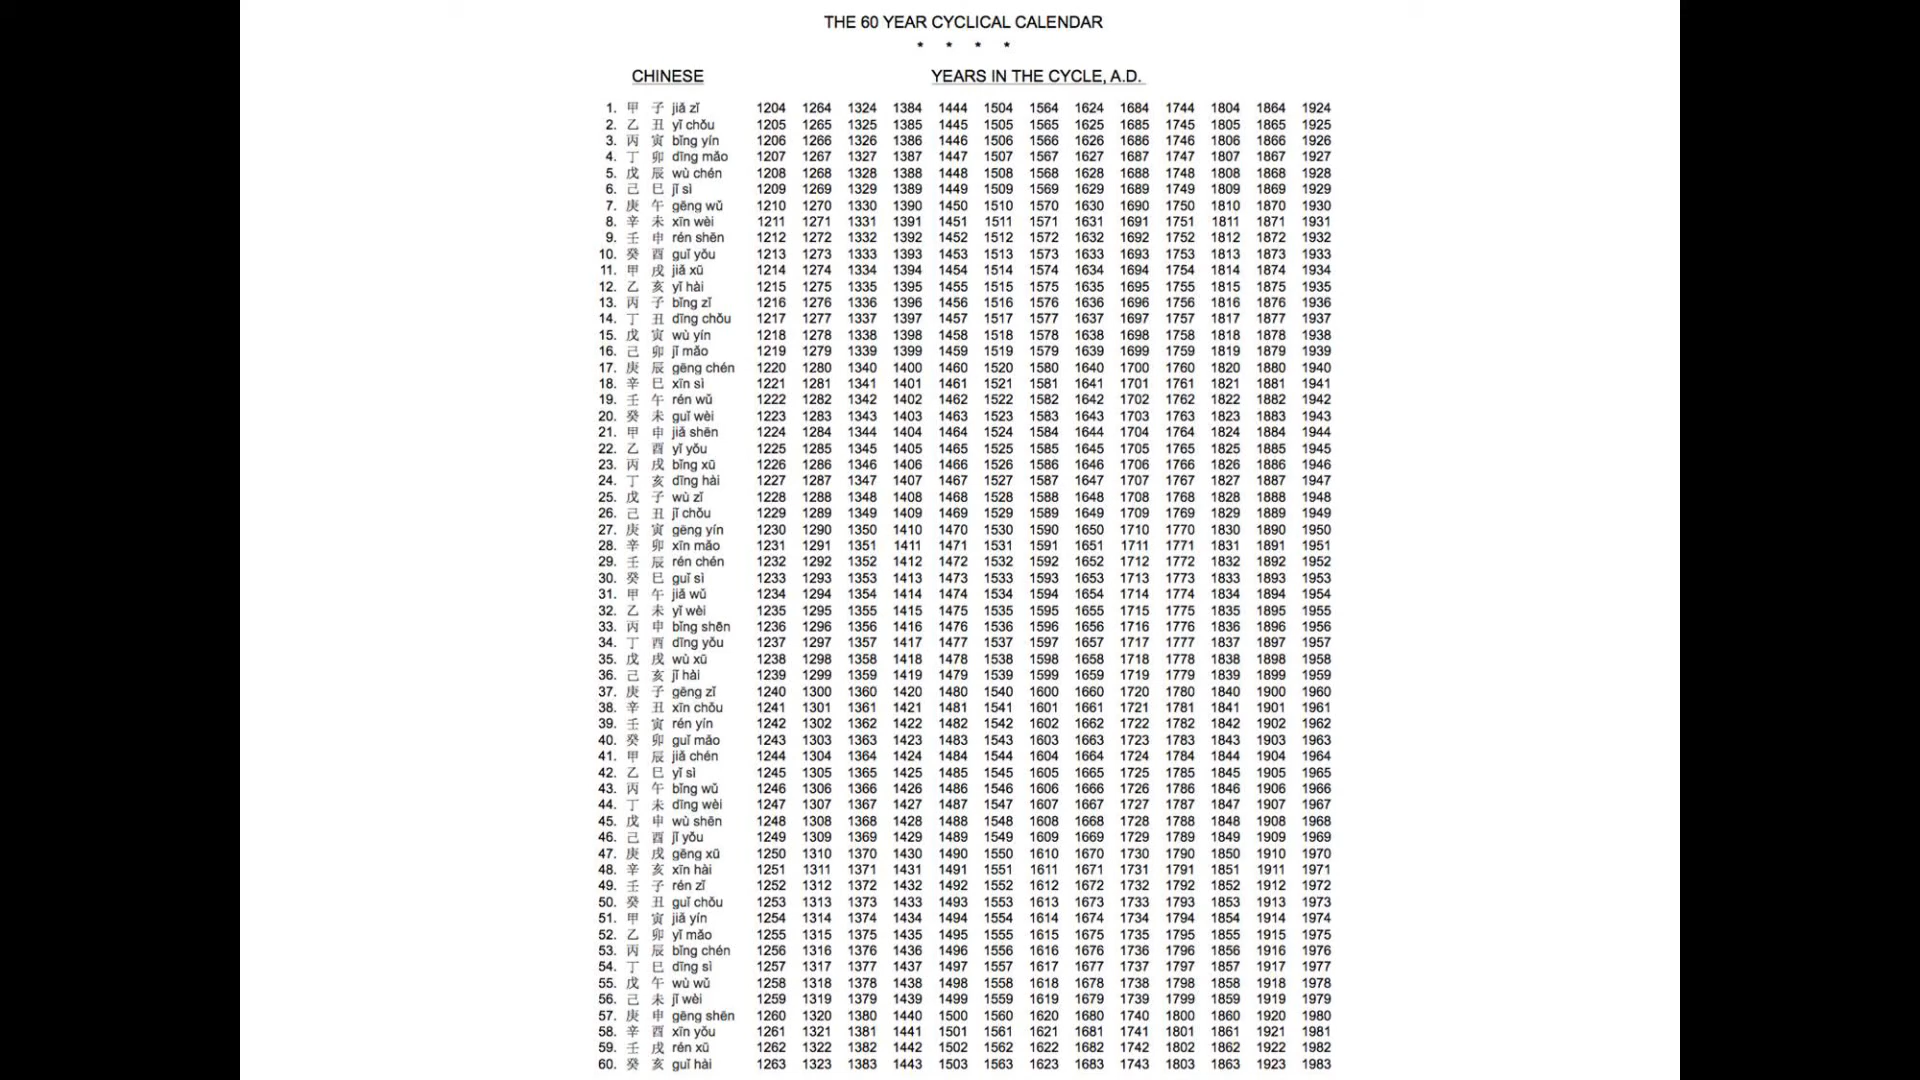 THE 60 YEAR CYCLICAL CALENDAR
* * * *
CHINESE YEARS IN THE CYCLE, A.D.
1. 甲 子 jiǎ zǐ 1204 1264 1324 1384 1444 1504 1564 1624 1684 1744 1804 1864 1924
2. 乙 丑 yǐ chǒu 1205 1265 1325 1385 1445 1505 1565 1625 1685 1745 1805 1865 1925
3. 丙 寅 bǐng yín 1206 1266 1326 1386 1446 1506 1566 1626 1686 1746 1806 1866 1926
4. 丁 卯 dīng mǎo 1207 1267 1327 1387 1447 1507 1567 1627 1687 1747 1807 1867 1927
5. 戊 辰 wù chén 1208 1268 1328 1388 1448 1508 1568 1628 1688 1748 1808 1868 1928
6. 己 巳 jǐ sì 1209 1269 1329 1389 1449 1509 1569 1629 1689 1749 1809 1869 1929
7. 庚 午 gēng wǔ 1210 1270 1330 1390 1450 1510 1570 1630 1690 1750 1810 1870 1930
8. 辛 未 xīn wèi 1211 1271 1331 1391 1451 1511 1571 1631 1691 1751 1811 1871 1931
9. 壬 申 rén shēn 1212 1272 1332 1392 1452 1512 1572 1632 1692 1752 1812 1872 1932
10. 癸 酉 guǐ yǒu 1213 1273 1333 1393 1453 1513 1573 1633 1693 1753 1813 1873 1933
11. 甲 戌 jiǎ xū 1214 1274 1334 1394 1454 1514 1574 1634 1694 1754 1814 1874 1934
12. 乙 亥 yǐ hài 1215 1275 1335 1395 1455 1515 1575 1635 1695 1755 1815 1875 1935
13. 丙 子 bǐng zǐ 1216 1276 1336 1396 1456 1516 1576 1636 1696 1756 1816 1876 1936
14. 丁 丑 dīng chǒu 1217 1277 1337 1397 1457 1517 1577 1637 1697 1757 1817 1877 1937
15. 戊 寅 wù yín 1218 1278 1338 1398 1458 1518 1578 1638 1698 1758 1818 1878 1938
16. 己 卯 jǐ mǎo 1219 1279 1339 1399 1459 1519 1579 1639 1699 1759 1819 1879 1939
17. 庚 辰 gēng chén 1220 1280 1340 1400 1460 1520 1580 1640 1700 1760 1820 1880 1940
18. 辛 巳 xīn sì 1221 1281 1341 1401 1461 1521 1581 1641 1701 1761 1821 1881 1941
19. 壬 午 rén wǔ 1222 1282 1342 1402 1462 1522 1582 1642 1702 1762 1822 1882 1942
20. 癸 未 guǐ wèi 1223 1283 1343 1403 1463 1523 1583 1643 1703 1763 1823 1883 1943
21. 甲 申 jiǎ shēn 1224 1284 1344 1404 1464 1524 1584 1644 1704 1764 1824 1884 1944
22. 乙 酉 yǐ yǒu 1225 1285 1345 1405 1465 1525 1585 1645 1705 1765 1825 1885 1945
23. 丙 戌 bǐng xū 1226 1286 1346 1406 1466 1526 1586 1646 1706 1766 1826 1886 1946
24. 丁 亥 dīng hài 1227 1287 1347 1407 1467 1527 1587 1647 1707 1767 1827 1887 1947
25. 戊 子 wù zǐ 1228 1288 1348 1408 1468 1528 1588 1648 1708 1768 1828 1888 1948
26. 己 丑 jǐ chǒu 1229 1289 1349 1409 1469 1529 1589 1649 1709 1769 1829 1889 1949
27. 庚 寅 gēng yín 1230 1290 1350 1410 1470 1530 1590 1650 1710 1770 1830 1890 1950
28. 辛 卯 xīn mǎo 1231 1291 1351 1411 1471 1531 1591 1651 1711 1771 1831 1891 1951
29. 壬 辰 rén chén 1232 1292 1352 1412 1472 1532 1592 1652 1712 1772 1832 1892 1952
30. 癸 巳 guǐ sì 1233 1293 1353 1413 1473 1533 1593 1653 1713 1773 1833 1893 1953
31. 甲 午 jiǎ wǔ 1234 1294 1354 1414 1474 1534 1594 1654 1714 1774 1834 1894 1954
32. 乙 未 yǐ wèi 1235 1295 1355 1415 1475 1535 1595 1655 1715 1775 1835 1895 1955
33. 丙 申 bǐng shēn 1236 1296 1356 1416 1476 1536 1596 1656 1716 1776 1836 1896 1956
34. 丁 酉 dīng yǒu 1237 1297 1357 1417 1477 1537 1597 1657 1717 1777 1837 1897 1957
35. 戊 戌 wù xū 1238 1298 1358 1418 1478 1538 1598 1658 1718 1778 1838 1898 1958
36. 己 亥 jǐ hài 1239 1299 1359 1419 1479 1539 1599 1659 1719 1779 1839 1899 1959
37. 庚 子 gēng zǐ 1240 1300 1360 1420 1480 1540 1600 1660 1720 1780 1840 1900 1960
38. 辛 丑 xīn chǒu 1241 1301 1361 1421 1481 1541 1601 1661 1721 1781 1841 1901 1961
39. 壬 寅 rén yín 1242 1302 1362 1422 1482 1542 1602 1662 1722 1782 1842 1902 1962
40. 癸 卯 guǐ mǎo 1243 1303 1363 1423 1483 1543 1603 1663 1723 1783 1843 1903 1963
41. 甲 辰 jiǎ chén 1244 1304 1364 1424 1484 1544 1604 1664 1724 1784 1844 1904 1964
42. 乙 巳 yǐ sì 1245 1305 1365 1425 1485 1545 1605 1665 1725 1785 1845 1905 1965
43. 丙 午 bǐng wǔ 1246 1306 1366 1426 1486 1546 1606 1666 1726 1786 1846 1906 1966
44. 丁 未 dīng wèi 1247 1307 1367 1427 1487 1547 1607 1667 1727 1787 1847 1907 1967
45. 戊 申 wù shēn 1248 1308 1368 1428 1488 1548 1608 1668 1728 1788 1848 1908 1968
46. 己 酉 jǐ yǒu 1249 1309 1369 1429 1489 1549 1609 1669 1729 1789 1849 1909 1969
47. 庚 戌 gēng xū 1250 1310 1370 1430 1490 1550 1610 1670 1730 1790 1850 1910 1970
48. 辛 亥 xīn hài 1251 1311 1371 1431 1491 1551 1611 1671 1731 1791 1851 1911 1971
49. 壬 子 rén zǐ 1252 1312 1372 1432 1492 1552 1612 1672 1732 1792 1852 1912 1972
50. 癸 丑 guǐ chǒu 1253 1313 1373 1433 1493 1553 1613 1673 1733 1793 1853 1913 1973
51. 甲 寅 jiǎ yín 1254 1314 1374 1434 1494 1554 1614 1674 1734 1794 1854 1914 1974
52. 乙 卯 yǐ mǎo 1255 1315 1375 1435 1495 1555 1615 1675 1735 1795 1855 1915 1975
53. 丙 辰 bǐng chén 1256 1316 1376 1436 1496 1556 1616 1676 1736 1796 1856 1916 1976
54. 丁 巳 dīng sì 1257 1317 1377 1437 1497 1557 1617 1677 1737 1797 1857 1917 1977
55. 戊 午 wù wǔ 1258 1318 1378 1438 1498 1558 1618 1678 1738 1798 1858 1918 1978
56. 己 未 jǐ wèi 1259 1319 1379 1439 1499 1559 1619 1679 1739 1799 1859 1919 1979
57. 庚 申 gēng shēn 1260 1320 1380 1440 1500 1560 1620 1680 1740 1800 1860 1920 1980
58. 辛 酉 xīn yǒu 1261 1321 1381 1441 1501 1561 1621 1681 1741 1801 1861 1921 1981
59. 壬 戌 rén xū 1262 1322 1382 1442 1502 1562 1622 1682 1742 1802 1862 1922 1982
60. 癸 亥 guǐ hài 1263 1323 1383 1443 1503 1563 1623 1683 1743 1803 1863 1923 1983